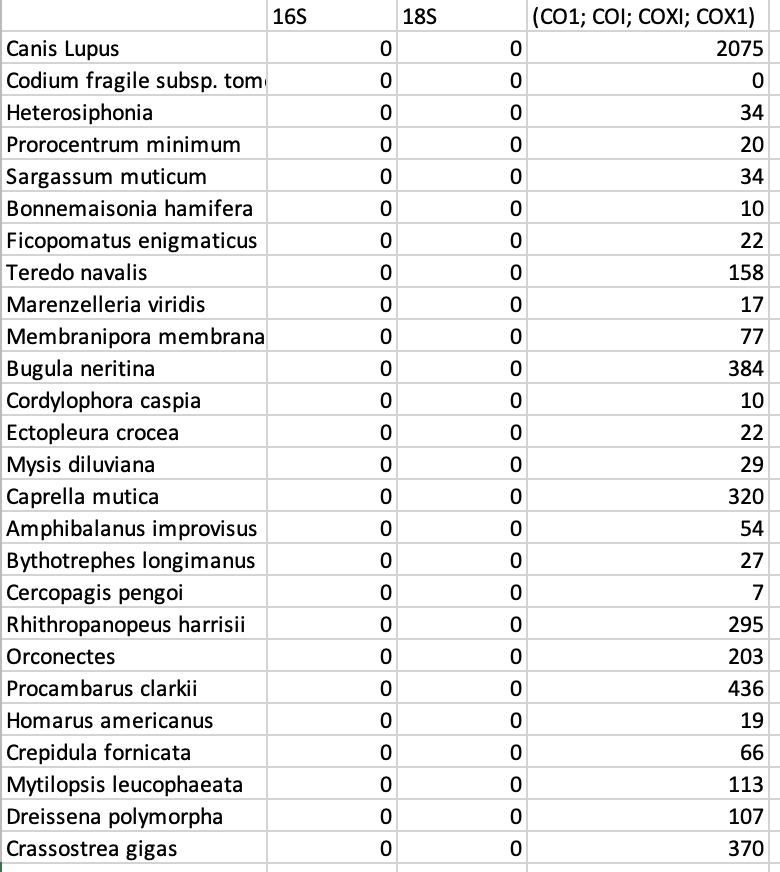 16S 18S (CO1; COI; COXI; COX1)
Canis Lupus 0 0 2075
Codium fragile subsp. tom 0 0 0
Heterosiphonia 0 0 34
Prorocentrum minimum 0 0 20
Sargassum muticum 0 0 34
Bonnemaisonia hamifera 0 0 10
Ficopomatus enigmaticus 0 0 22
Teredo navalis 0 0 158
Marenzelleria viridis 0 0 17
Membranipora membrana 0 0 77
Bugula neritina 0 0 384
Cordylophora caspia 0 0 10
Ectopleura crocea 0 0 22
Mysis diluviana 0 0 29
Caprella mutica 0 0 320
Amphibalanus improvisus 0 0 54
Bythotrephes longimanus 0 0 27
Cercopagis pengoi 0 0 7
Rhithropanopeus harrisii 0 0 295
Orconectes 0 0 203
Procambarus clarkii 0 0 436
Homarus americanus 0 0 19
Crepidula fornicata 0 0 66
Mytilopsis leucophaeata 0 0 113
Dreissena polymorpha 0 0 107
Crassostrea gigas 0 0 370